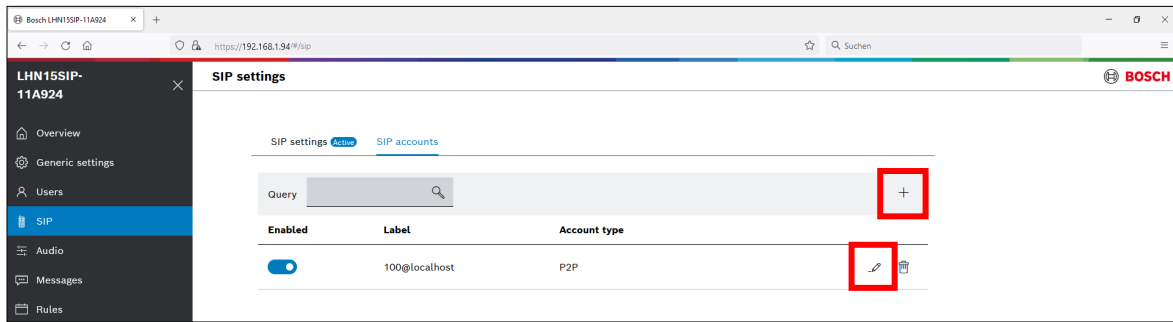 Bosch LHN15SIP-11A924
https://192.168.1.94/#/sip
Suchen
LHN15SIP-
11A924
SIP settings
BOSCH
Overview
Generic settings
Users
SIP
Audio
Messages
Rules
SIP settings Active SIP accounts
Query
Enabled Label Account type
100@localhost P2P